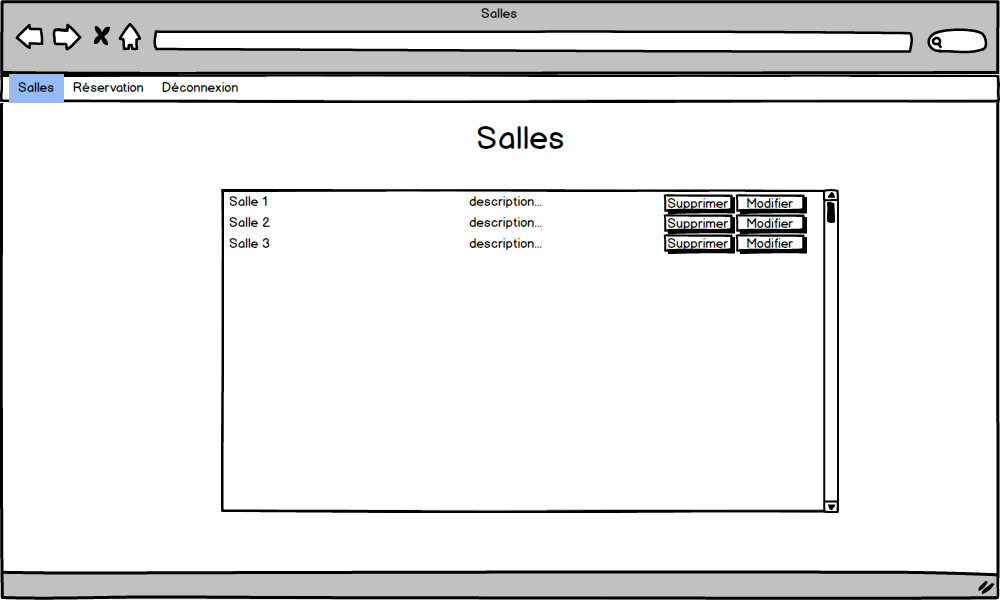 Salles
Salles Réservation Déconnexion
Salles
Salle 1 description... Supprimer Modifier
Salle 2 description... Supprimer Modifier
Salle 3 description... Supprimer Modifier